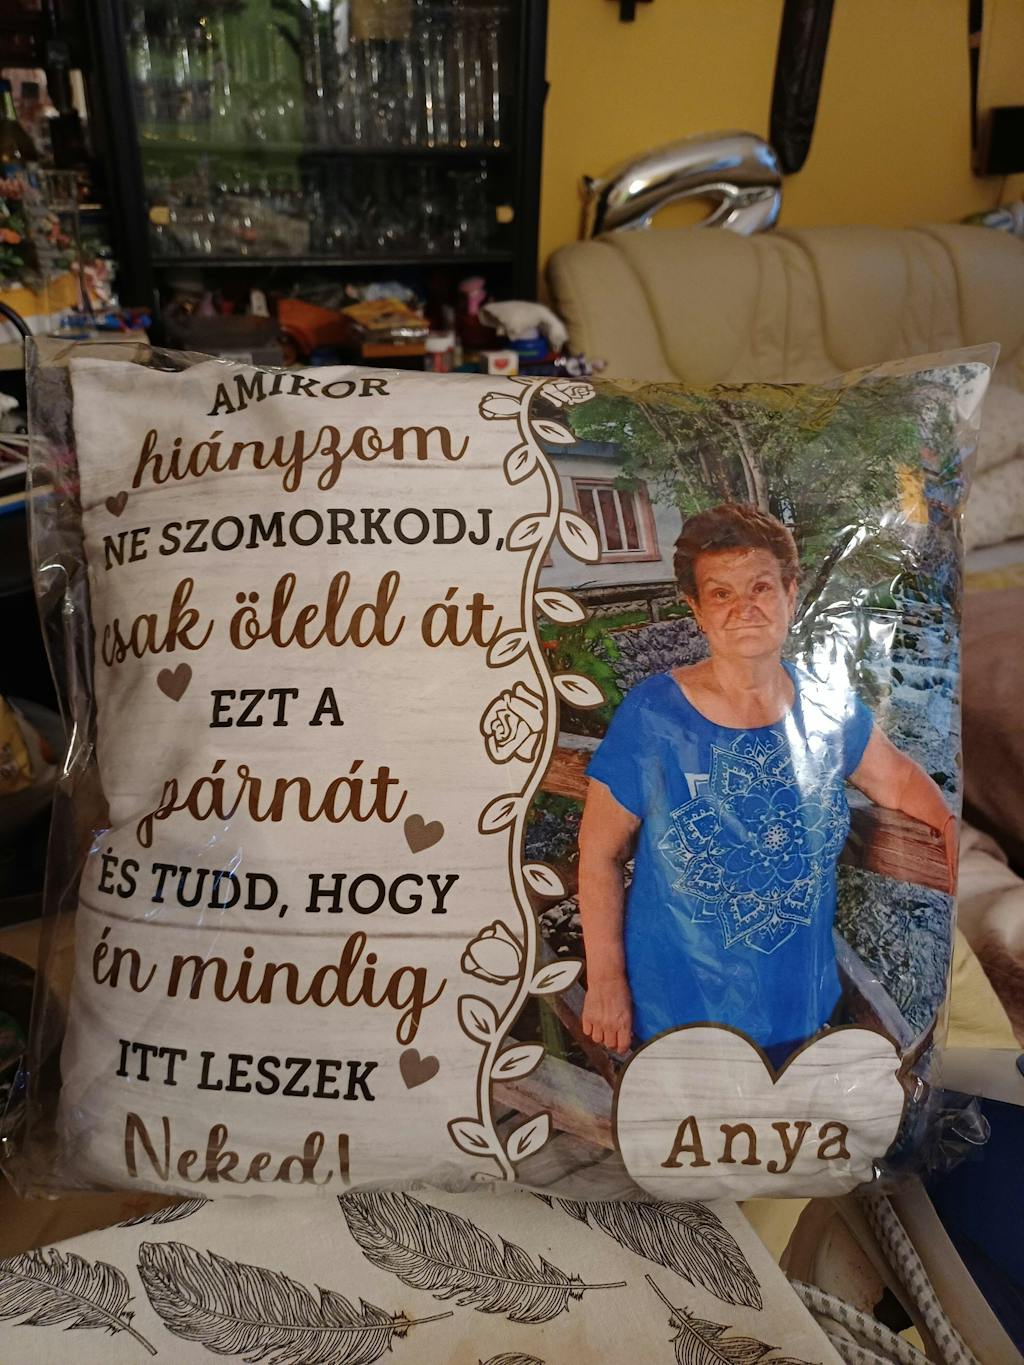 AMIKOR
hiányzom
NE SZOMORKODJ,
csak öleld át
EZT A
párnát
ÉS TUDD, HOGY
én mindig
ITT LESZEK
Neked!
Anya